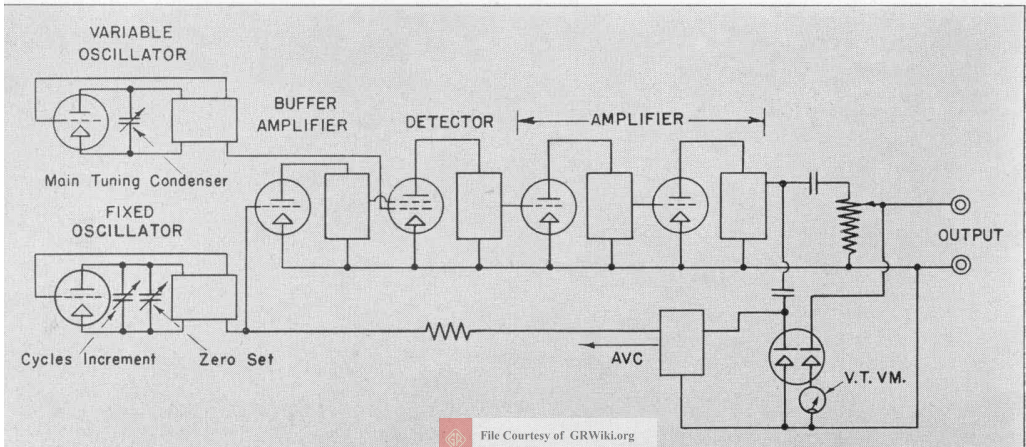 VARIABLE
OSCILLATOR
Main Tuning Condenser
BUFFER
AMPLIFIER
DETECTOR
AMPLIFIER
FIXED
OSCILLATOR
Cycles Increment
Zero Set
OUTPUT
AVC
V.T. VM.
GR
File Courtesy of GRWiki.org